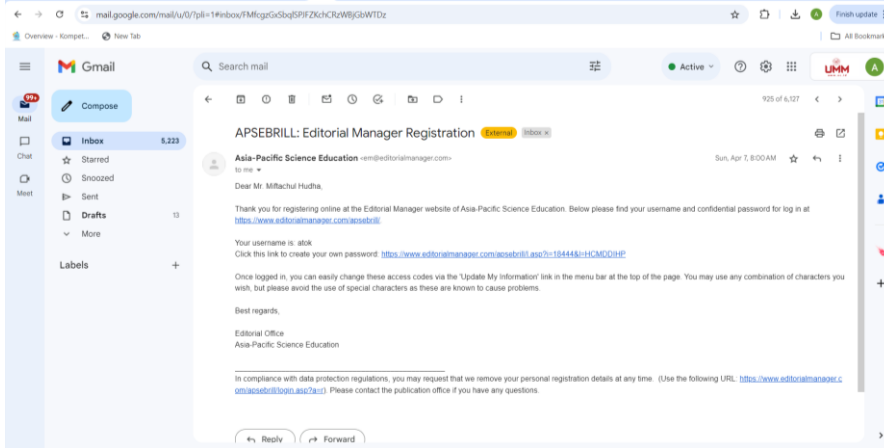 mail.google.com/mail/u/0/?pli=1#inbox/FMfcgzGxSbqlSPJFZKchCRzWBjGbWTDz
Finish update
Overview - Kompet...
New Tab
All Bookmark
Gmail
Search mail
Active
UMM
A
99+
Mail
Chat
Meet
Compose
Inbox 5,223
Starred
Snoozed
Sent
Drafts 13
More
Labels
925 of 6,127
APSEBRILL: Editorial Manager Registration External Inbox x
Asia-Pacific Science Education <em@editorialmanager.com>
Sun, Apr 7, 8:00 AM
to me
Dear Mr. Miftachul Hudha,
Thank you for registering online at the Editorial Manager website of Asia-Pacific Science Education. Below please find your username and confidential password for log in at
https://www.editorialmanager.com/apsebrill/.
Your username is: atok
Click this link to create your own password: https://www.editorialmanager.com/apsebrill/l.asp?i=18444&l=HCMDDIHP
Once logged in, you can easily change these access codes via the 'Update My Information' link in the menu bar at the top of the page. You may use any combination of characters you
wish, but please avoid the use of special characters as these are known to cause problems.
Best regards,
Editorial Office
Asia-Pacific Science Education
In compliance with data protection regulations, you may request that we remove your personal registration details at any time. (Use the following URL: https://www.editorialmanager.c
om/apsebrill/login.asp?a=r). Please contact the publication office if you have any questions.
Reply
Forward